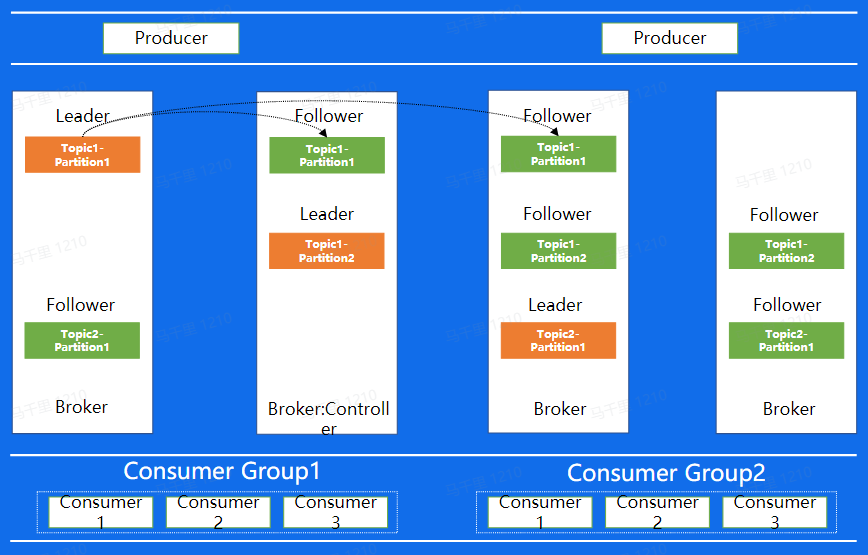 Producer
Producer
Leader
Topic1-
Partition1
Follower
Topic2-
Partition1
Broker
Follower
Topic1-
Partition1
Leader
Topic1-
Partition2
Broker:Controll
er
Follower
Topic1-
Partition1
Follower
Topic1-
Partition2
Leader
Topic2-
Partition1
Broker
Follower
Topic1-
Partition2
Follower
Topic2-
Partition1
Broker
Consumer Group1
Consumer
1
Consumer
2
Consumer
3
Consumer Group2
Consumer
1
Consumer
2
Consumer
3
马千里 1210